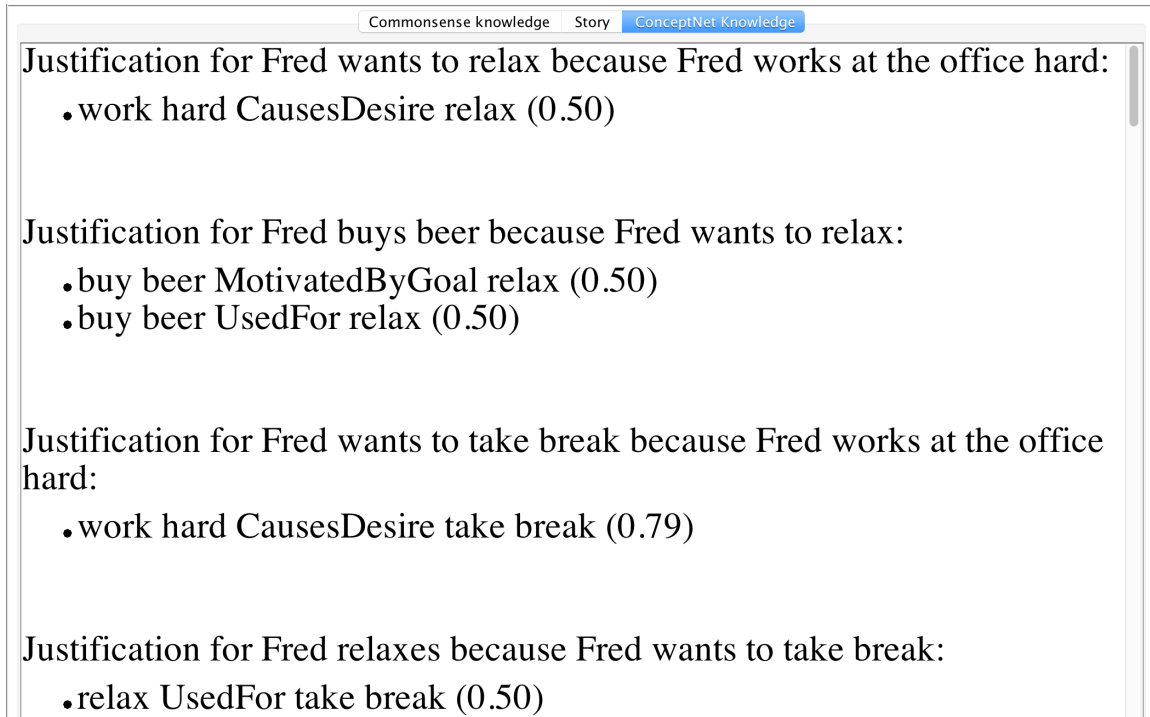 Commonsense knowledge Story ConceptNet Knowledge
Justification for Fred wants to relax because Fred works at the office hard:
• work hard CausesDesire relax (0.50)
Justification for Fred buys beer because Fred wants to relax:
• buy beer MotivatedByGoal relax (0.50)
• buy beer UsedFor relax (0.50)
Justification for Fred wants to take break because Fred works at the office
hard:
• work hard CausesDesire take break (0.79)
Justification for Fred relaxes because Fred wants to take break:
• relax UsedFor take break (0.50)